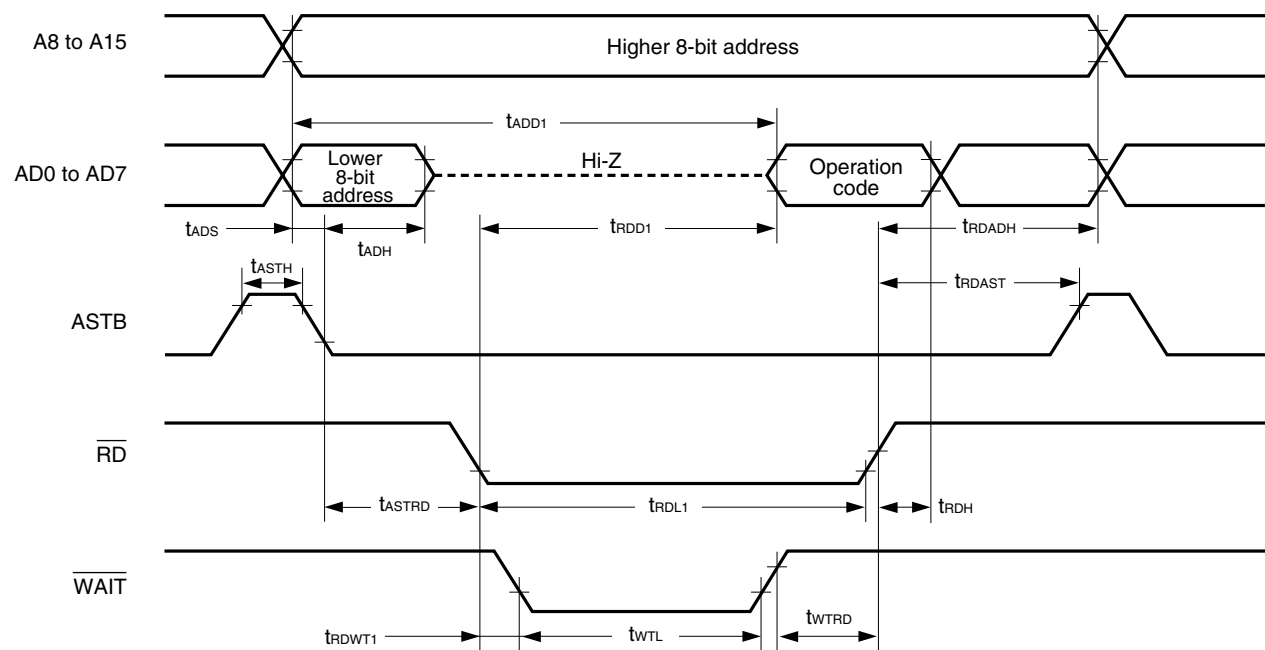 A8 to A15
Higher 8-bit address
tADD1
AD0 to AD7
Lower
8-bit
address
Hi-Z
Operation
code
tADS
tADH
tRDD1
tRDADH
tASTH
tRDAST
ASTB
RD
tASTRD
tRDL1
tRDH
WAIT
tRDWT1
tWTL
tWTRD